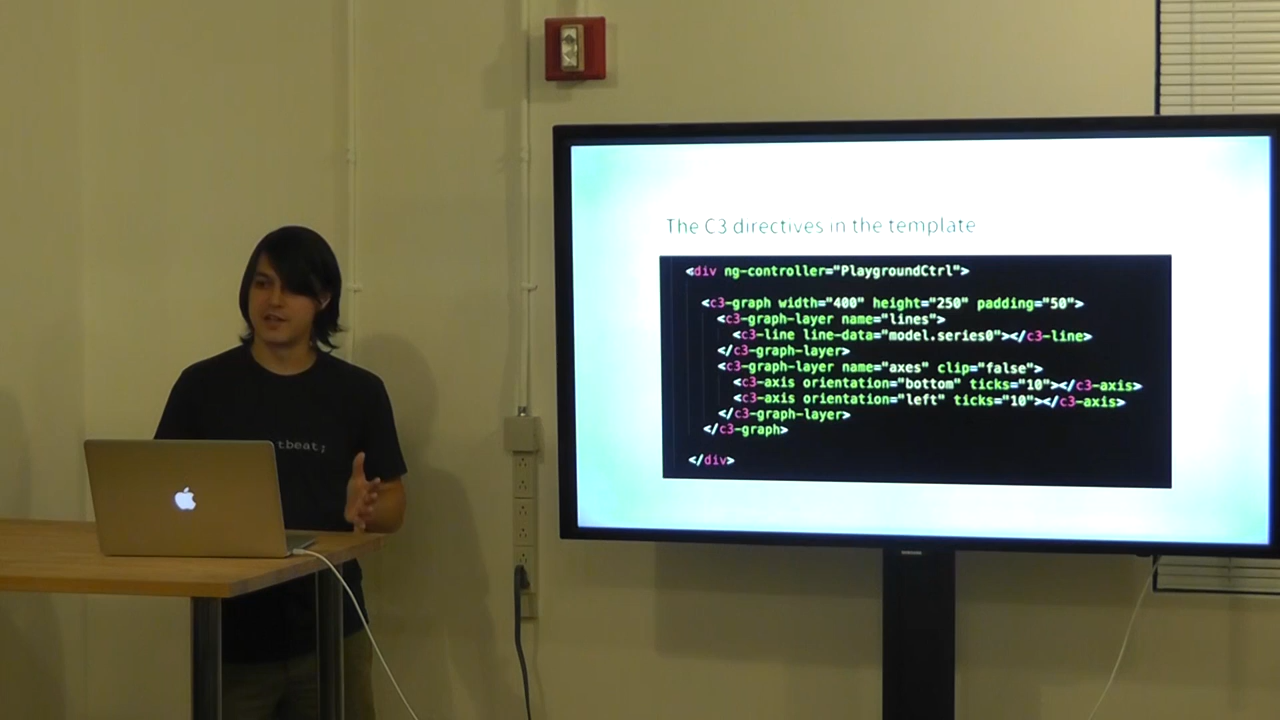 The C3 directives in the template
<div ng-controller="PlaygroundCtrl">
<c3-graph width="400" height="250" padding="50">
<c3-graph-layer name="lines">
<c3-line line-data="model.series0"></c3-line>
</c3-graph-layer>
<c3-graph-layer name="axes" clip="false">
<c3-axis orientation="bottom" ticks="10"></c3-axis>
<c3-axis orientation="left" ticks="10"></c3-axis>
</c3-graph-layer>
</c3-graph>
</div>
tbeat;